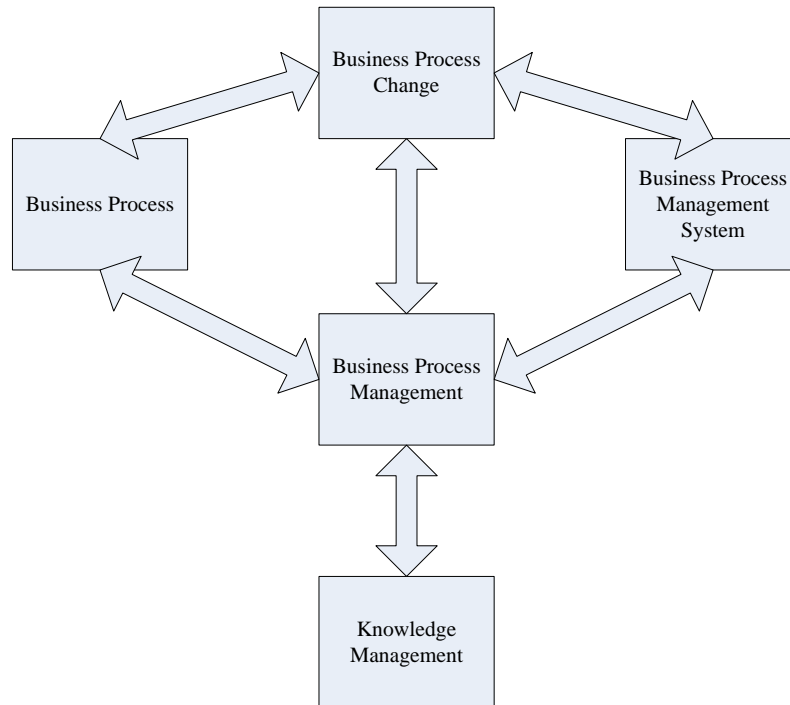 Business Process
Change
Business Process
Business Process
Management
System
Business Process
Management
Knowledge
Management